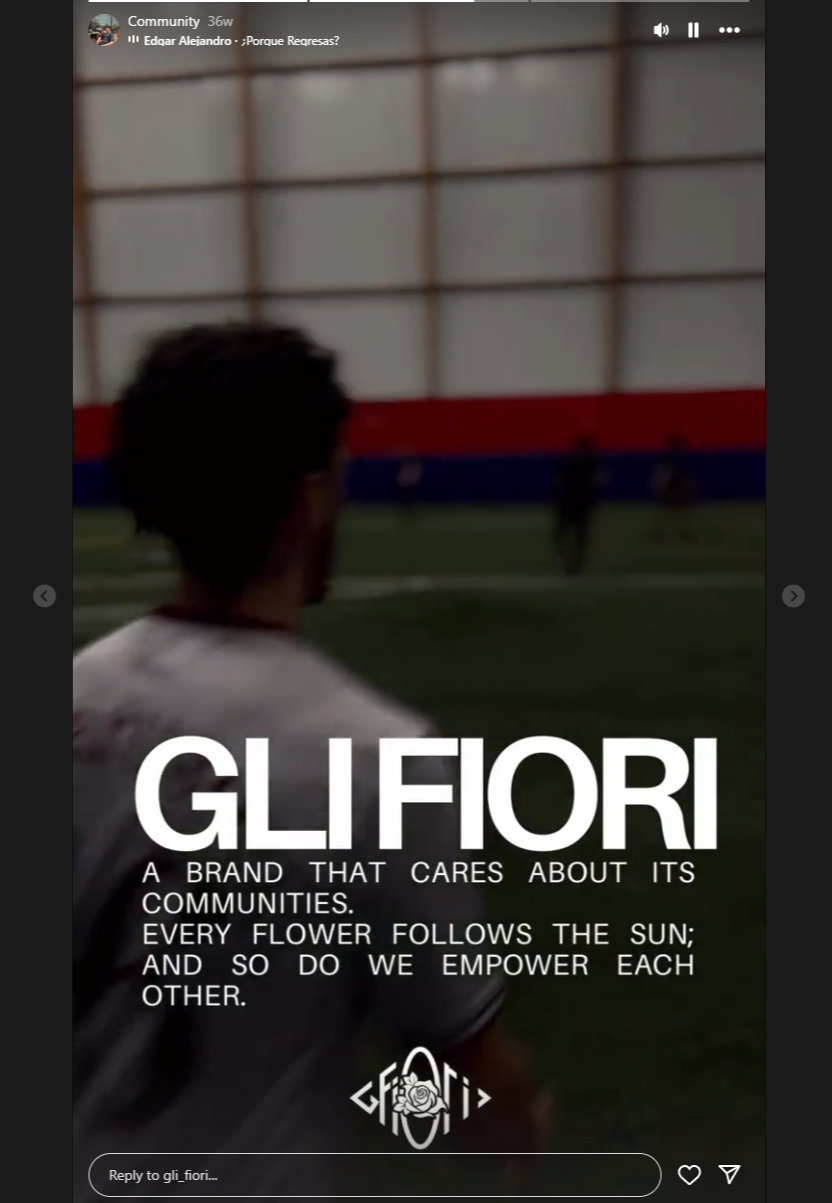 Community 36w
Edgar Alejandro · ¿Porque Regresas?
GLI FIORI
A BRAND THAT CARES ABOUT ITS
COMMUNITIES.
EVERY FLOWER FOLLOWS THE SUN;
AND SO DO WE EMPOWER EACH
OTHER.
GFiORi
Reply to gli_fiori...